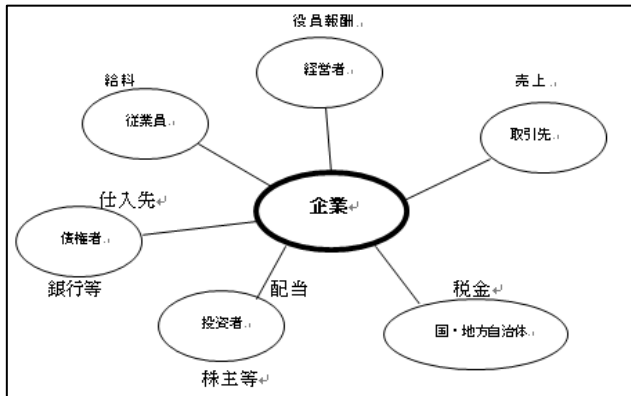 役員報酬
経営者
給料
従業員
売上
取引先
企業
仕入先
債権者
銀行等
配当
投資者
株主等
税金
国・地方自治体